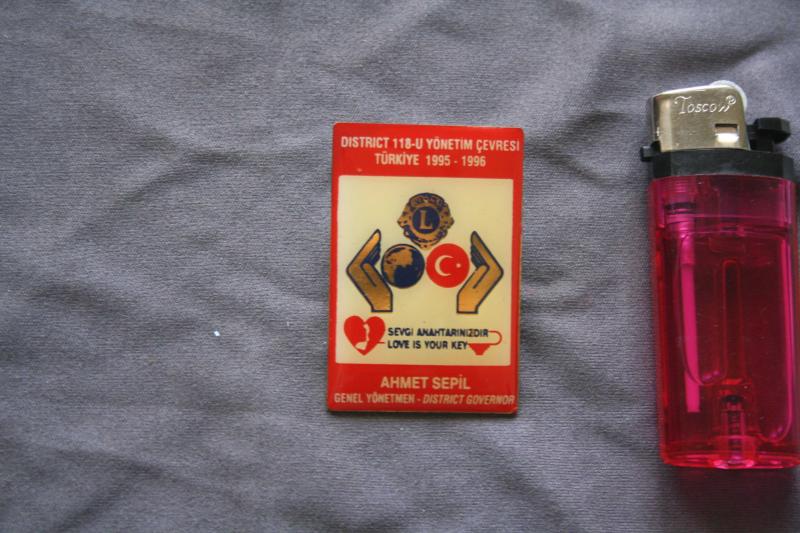 DISTRICT 118-U YÖNETİM ÇEVRESİ
TÜRKİYE 1995 - 1996
L
SEVGİ ANAHTARINIZDIR
LOVE IS YOUR KEY
AHMET SEPİL
GENEL YÖNETMEN - DISTRICT GOVERNOR
Toscow